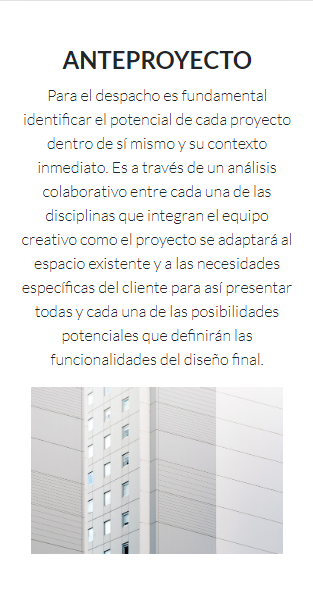 ANTEPROYECTO
Para el despacho es fundamental
identificar el potencial de cada proyecto
dentro de sí mismo y su contexto
inmediato. Es a través de un análisis
colaborativo entre cada una de las
disciplinas que integran el equipo
creativo como el proyecto se adaptará al
espacio existente y a las necesidades
específicas del cliente para así presentar
todas y cada una de las posibilidades
potenciales que definirán las
funcionalidades del diseño final.